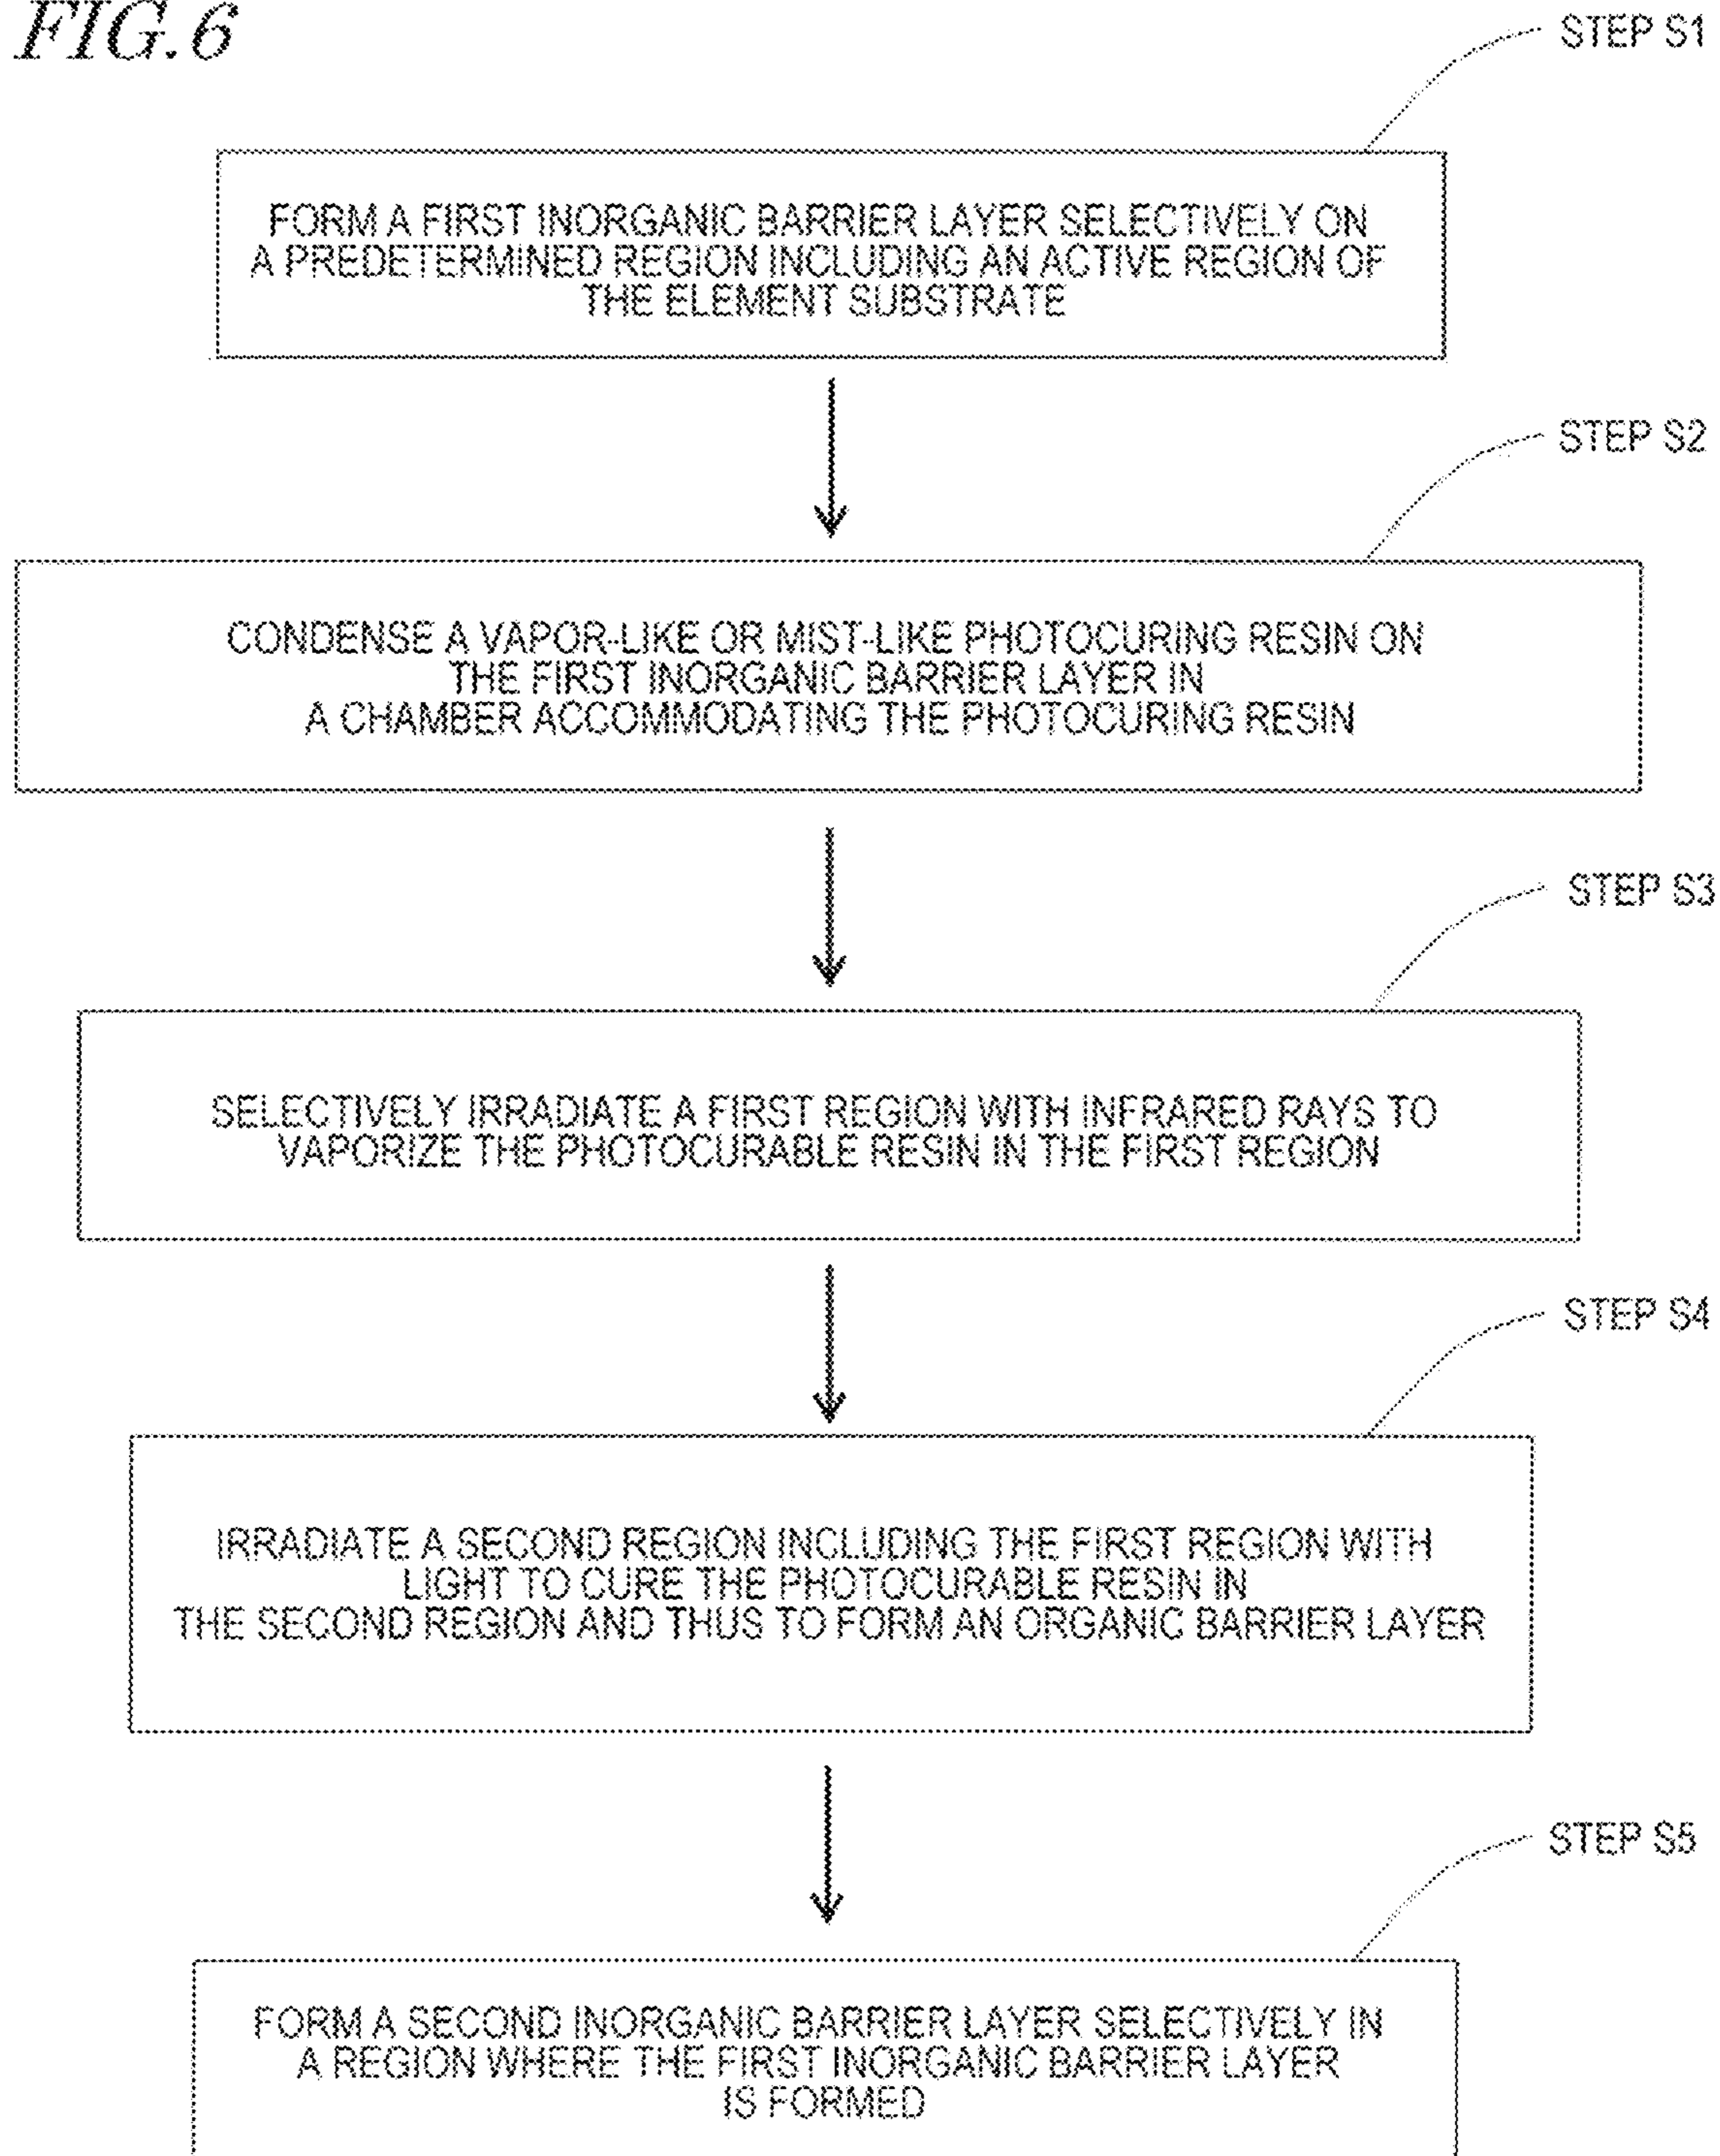 FIG.6
STEP S1
FORM A FIRST INORGANIC BARRIER LAYER SELECTIVELY ON
A PREDETERMINED REGION INCLUDING AN ACTIVE REGION OF
THE ELEMENT SUBSTRATE
STEP S2
CONDENSE A VAPOR-LIKE OR MIST-LIKE PHOTOCURING RESIN ON
THE FIRST INORGANIC BARRIER LAYER IN
A CHAMBER ACCOMMODATING THE PHOTOCURING RESIN
STEP S3
SELECTIVELY IRRADIATE A FIRST REGION WITH INFRARED RAYS TO
VAPORIZE THE PHOTOCURABLE RESIN IN THE FIRST REGION
STEP S4
IRRADIATE A SECOND REGION INCLUDING THE FIRST REGION WITH
LIGHT TO CURE THE PHOTOCURABLE RESIN IN
THE SECOND REGION AND THUS TO FORM AN ORGANIC BARRIER LAYER
STEP S5
FORM A SECOND INORGANIC BARRIER LAYER SELECTIVELY IN
A REGION WHERE THE FIRST INORGANIC BARRIER LAYER
IS FORMED